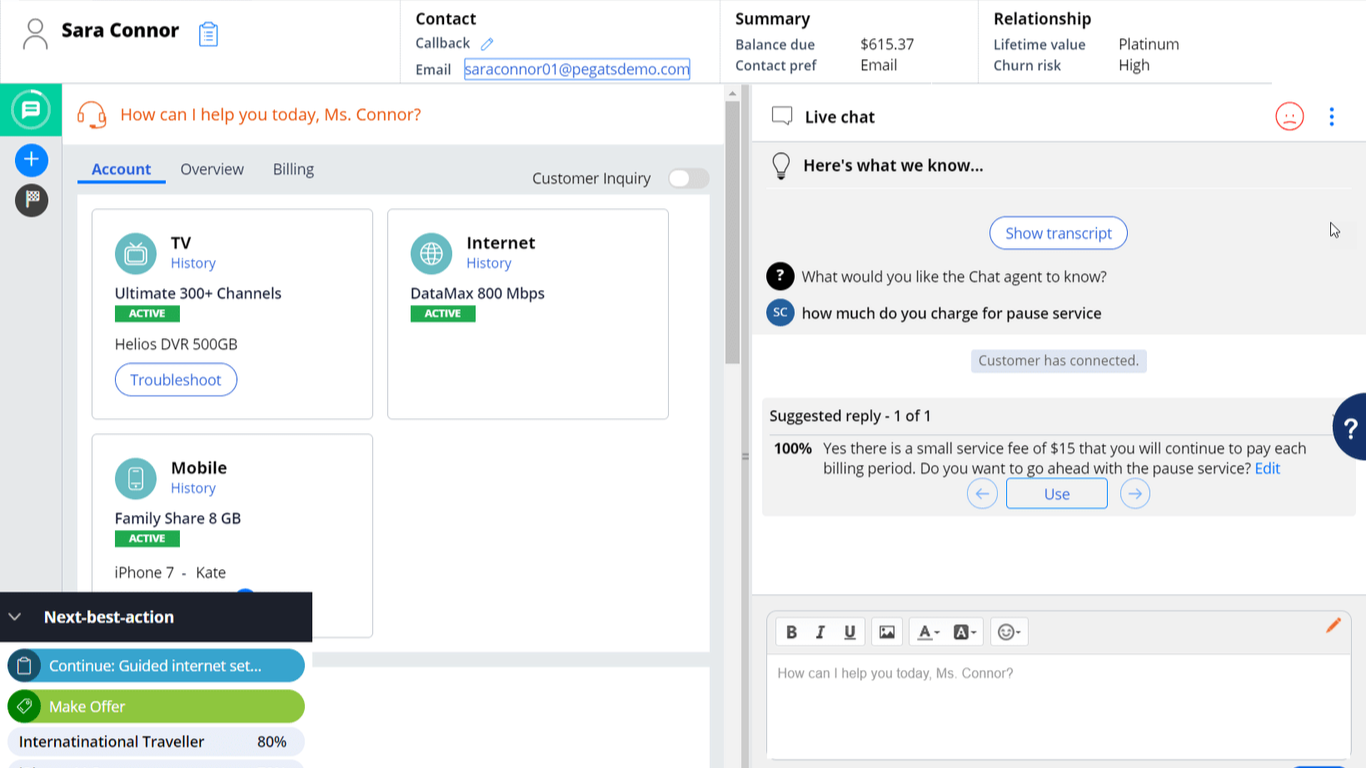 Sara Connor
Contact
Callback
Email saraconnor01@pegatsdemo.com
Summary
Balance due $615.37
Contact pref Email
Relationship
Lifetime value Platinum
Churn risk High
How can I help you today, Ms. Connor?
Account Overview Billing
Customer Inquiry
TV
History
Ultimate 300+ Channels
ACTIVE
Helios DVR 500GB
Troubleshoot
Internet
History
DataMax 800 Mbps
ACTIVE
Mobile
History
Family Share 8 GB
ACTIVE
iPhone 7 - Kate
Next-best-action
Continue: Guided internet set...
Make Offer
Internatinational Traveller 80%
Live chat
Here's what we know...
Show transcript
? What would you like the Chat agent to know?
SC how much do you charge for pause service
Customer has connected.
Suggested reply - 1 of 1
100% Yes there is a small service fee of $15 that you will continue to pay each
billing period. Do you want to go ahead with the pause service? Edit
Use
?
B I U A A
How can I help you today, Ms. Connor?